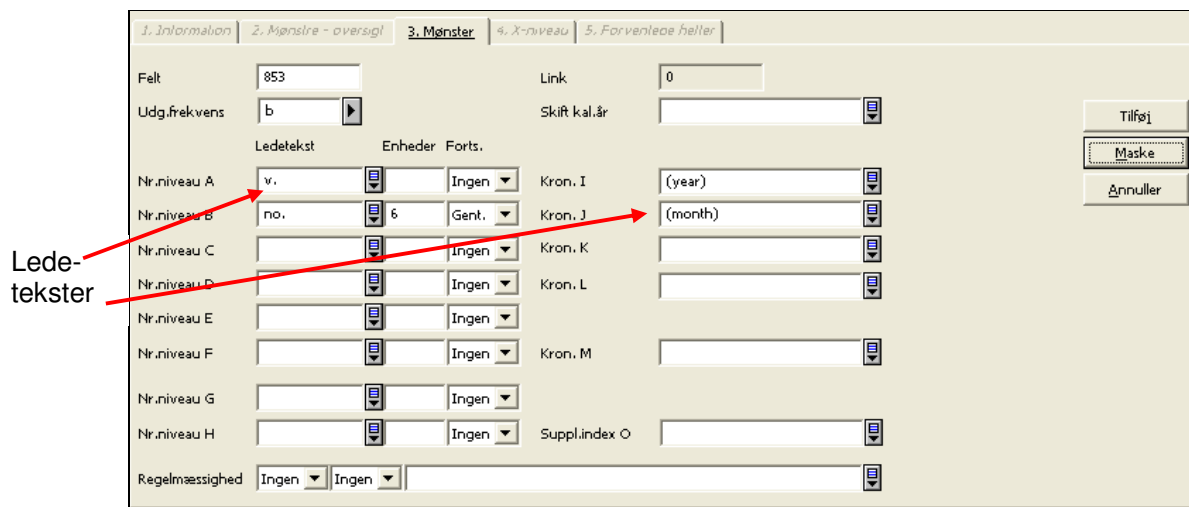 1. Information 2. Mønstre - oversigt 3. Mønster 4. X-niveau 5. Forventede hefter
Felt 853 Link 0
Udg.frekvens b Skift kal.år Tilføj
Ledetekst Enheder Forts. Maske
Nr.niveau A v. Ingen Kron. I (year) Annuller
Nr.niveau B no. 6 Gent. Kron. J (month)
Nr.niveau C Ingen Kron. K
Lede-
tekster
Nr.niveau D Ingen Kron. L
Nr.niveau E Ingen
Nr.niveau F Ingen Kron. M
Nr.niveau G Ingen
Nr.niveau H Ingen Suppl.index O
Regelmæssighed Ingen Ingen